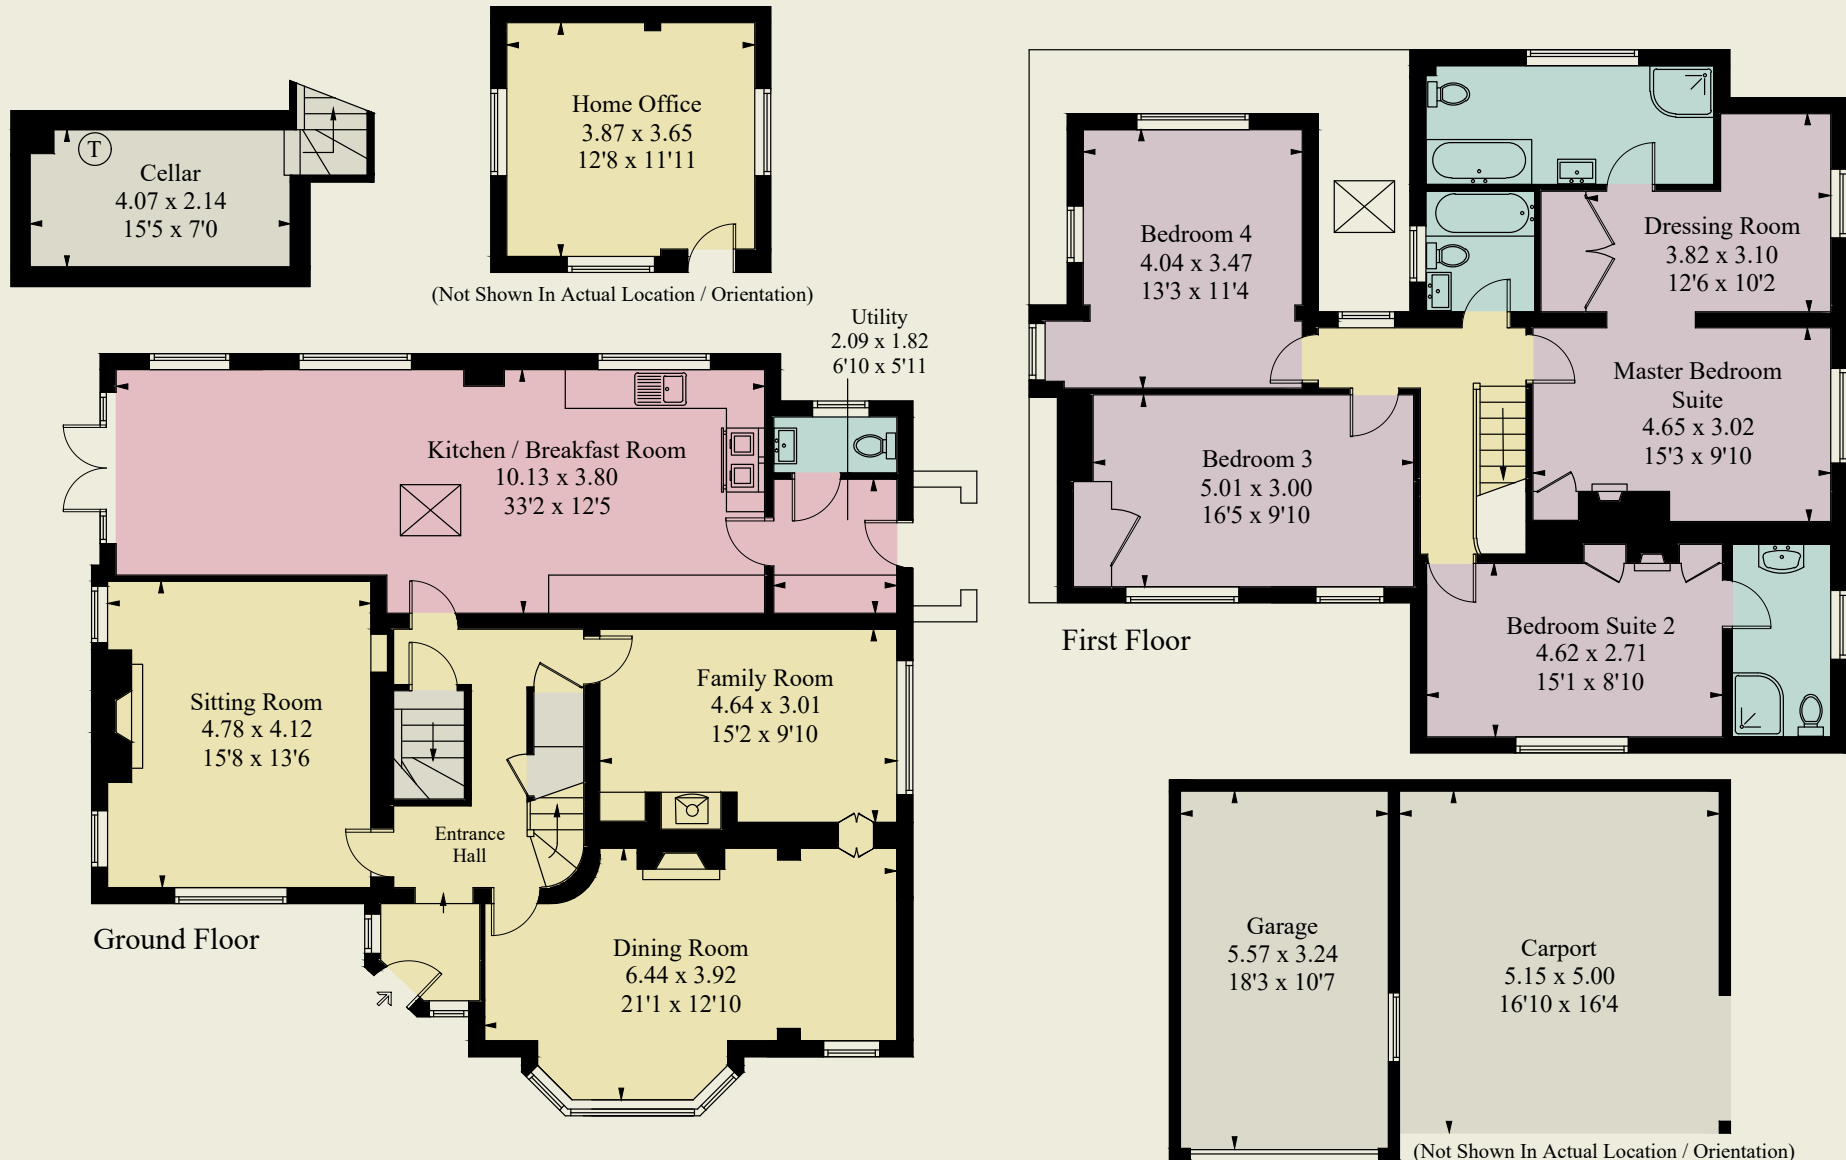 Home Office
3.87 x 3.65
12'8 x 11'11
(Not Shown In Actual Location / Orientation)
T
Cellar
4.07 x 2.14
15'5 x 7'0
Utility
2.09 x 1.82
6'10 x 5'11
Kitchen / Breakfast Room
10.13 x 3.80
33'2 x 12'5
Sitting Room
4.78 x 4.12
15'8 x 13'6
Family Room
4.64 x 3.01
15'2 x 9'10
Entrance
Hall
Dining Room
6.44 x 3.92
21'1 x 12'10
Ground Floor
Bedroom 4
4.04 x 3.47
13'3 x 11'4
Dressing Room
3.82 x 3.10
12'6 x 10'2
Master Bedroom
Suite
4.65 x 3.02
15'3 x 9'10
Bedroom 3
5.01 x 3.00
16'5 x 9'10
Bedroom Suite 2
4.62 x 2.71
15'1 x 8'10
First Floor
Garage
5.57 x 3.24
18'3 x 10'7
Carport
5.15 x 5.00
16'10 x 16'4
(Not Shown In Actual Location / Orientation)